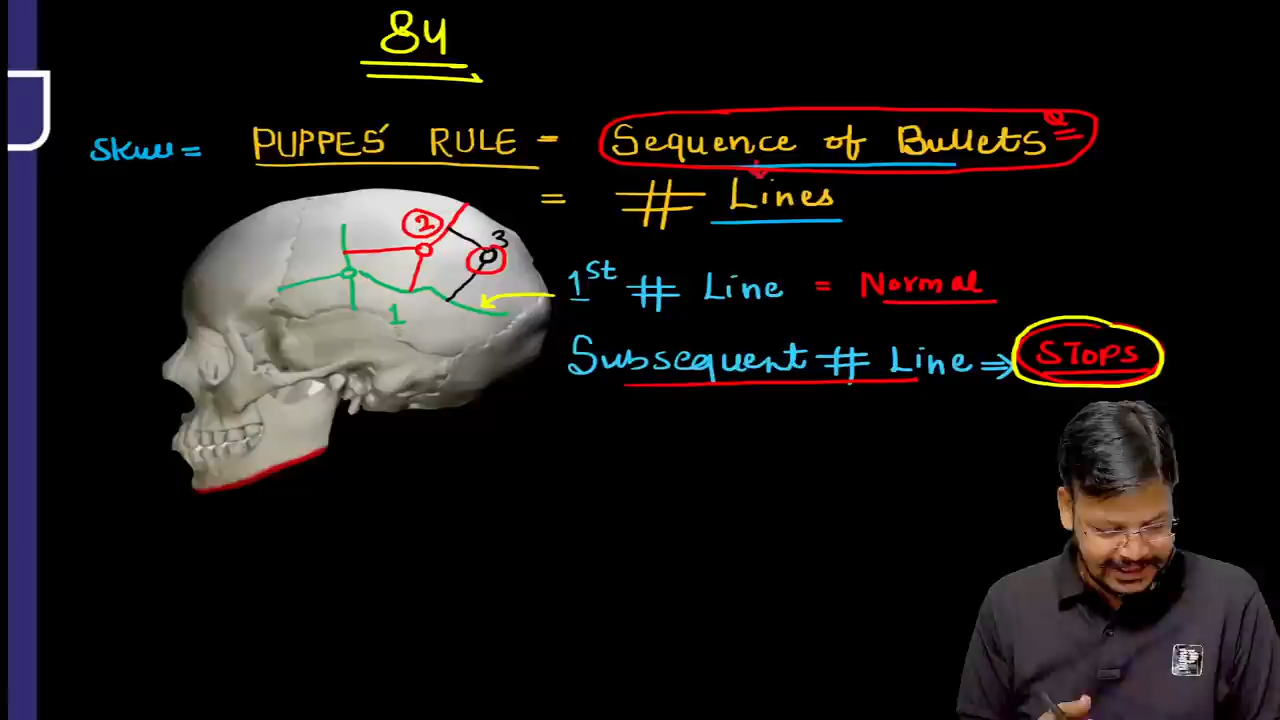 84
Skull = PUPPES' RULE = Sequence of Bullets
= # Lines
2
3
1
1st # Line = Normal
Subsequent # Line ⇒ STOPS